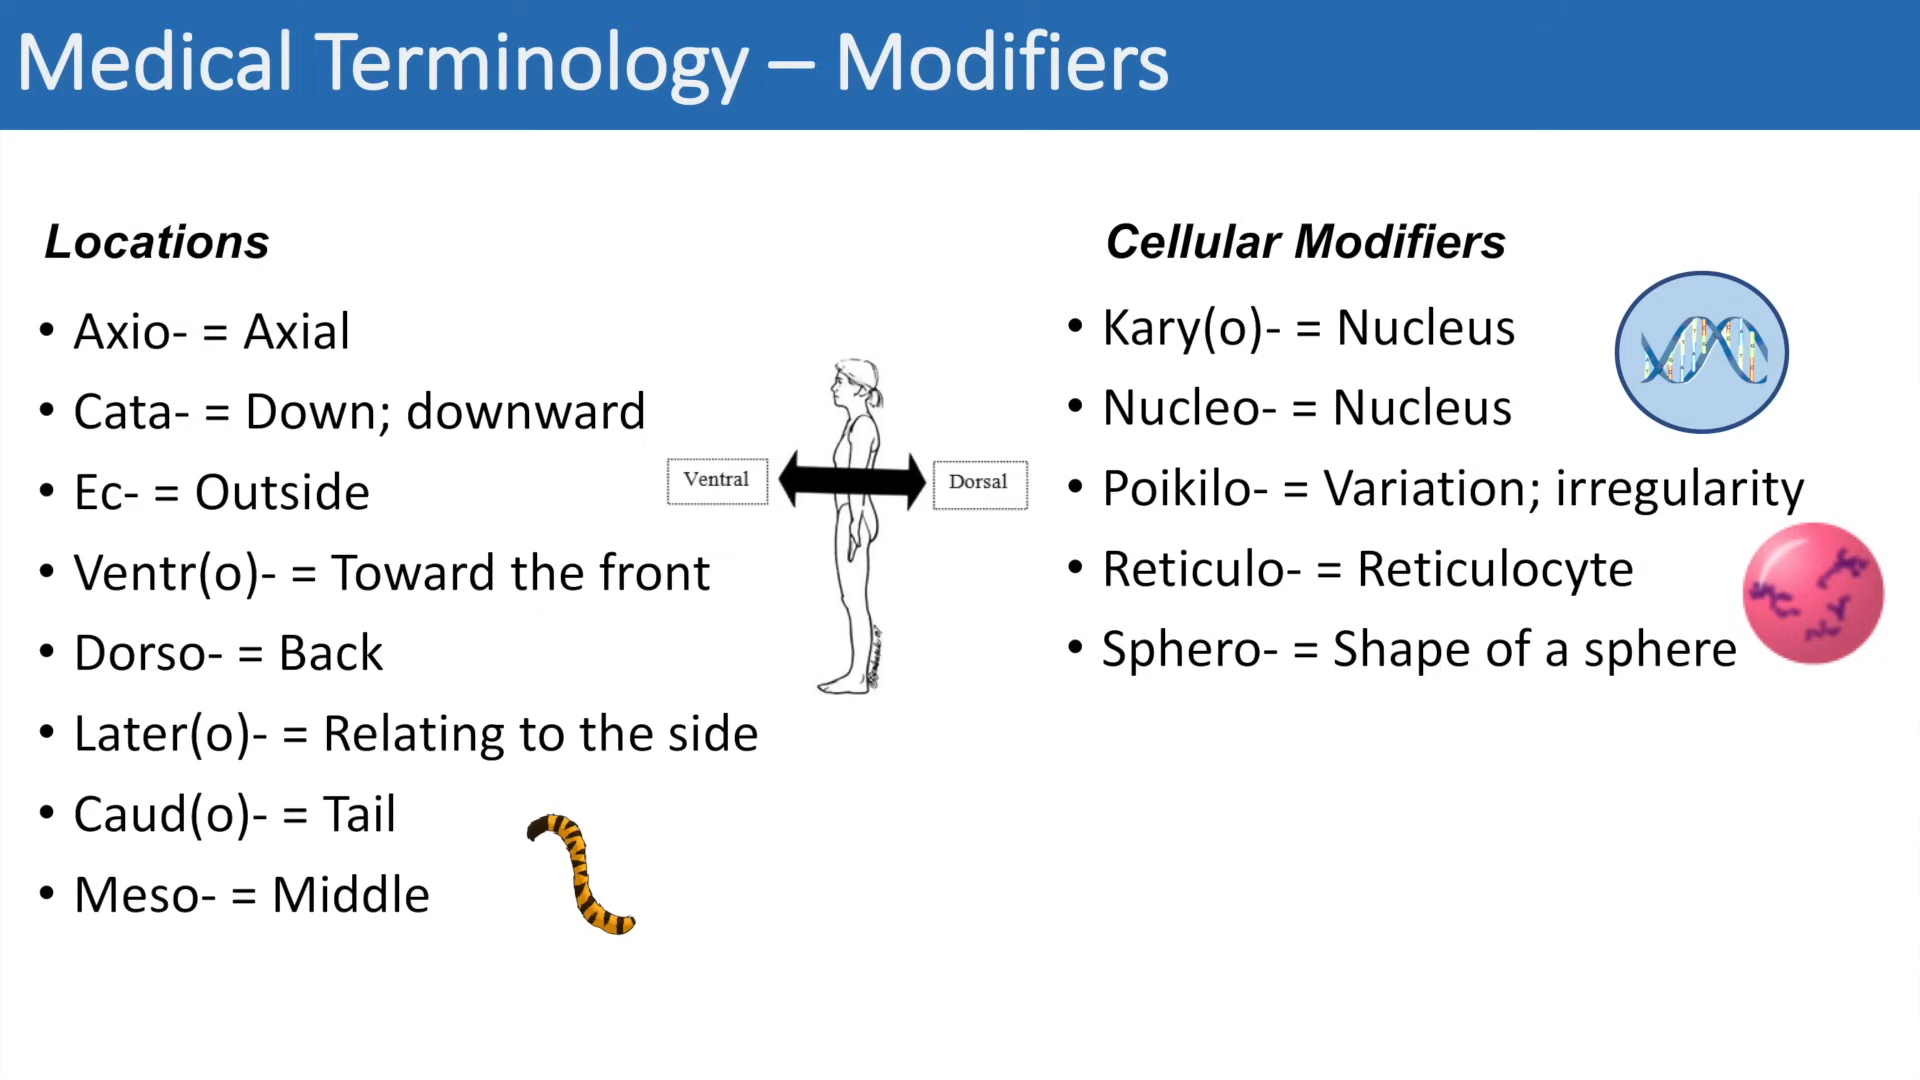 Medical Terminology – Modifiers
Locations
• Axio- = Axial
• Cata- = Down; downward
• Ec- = Outside
• Ventr(o)- = Toward the front
• Dorso- = Back
• Later(o)- = Relating to the side
• Caud(o)- = Tail
• Meso- = Middle
Ventral
Dorsal
Cellular Modifiers
• Kary(o)- = Nucleus
• Nucleo- = Nucleus
• Poikilo- = Variation; irregularity
• Reticulo- = Reticulocyte
• Sphero- = Shape of a sphere